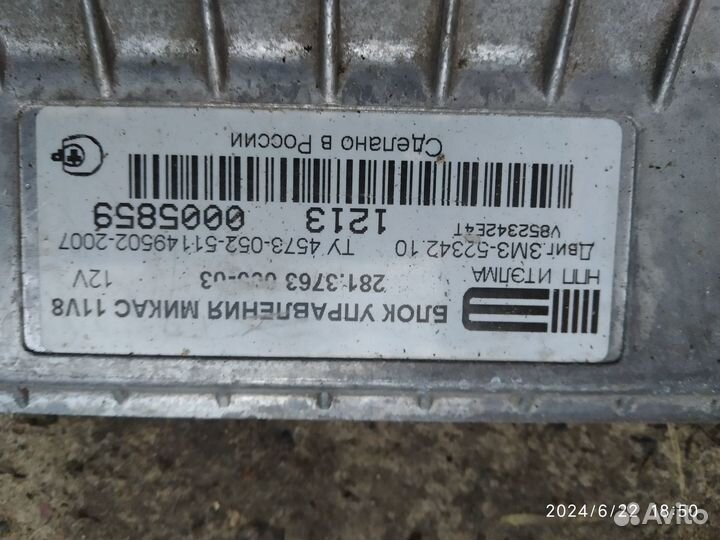 БЛОК УПРАВЛЕНИЯ МИКАС 11V8
НПП ИТЭЛМА 281.3763 -03 12V
Двиг.ЗМЗ-52342.10 ТУ 4573-052-51149502-2007
V852342E4T
1213 0005859
Сделано в России
2024/6/22 18:50
Avito